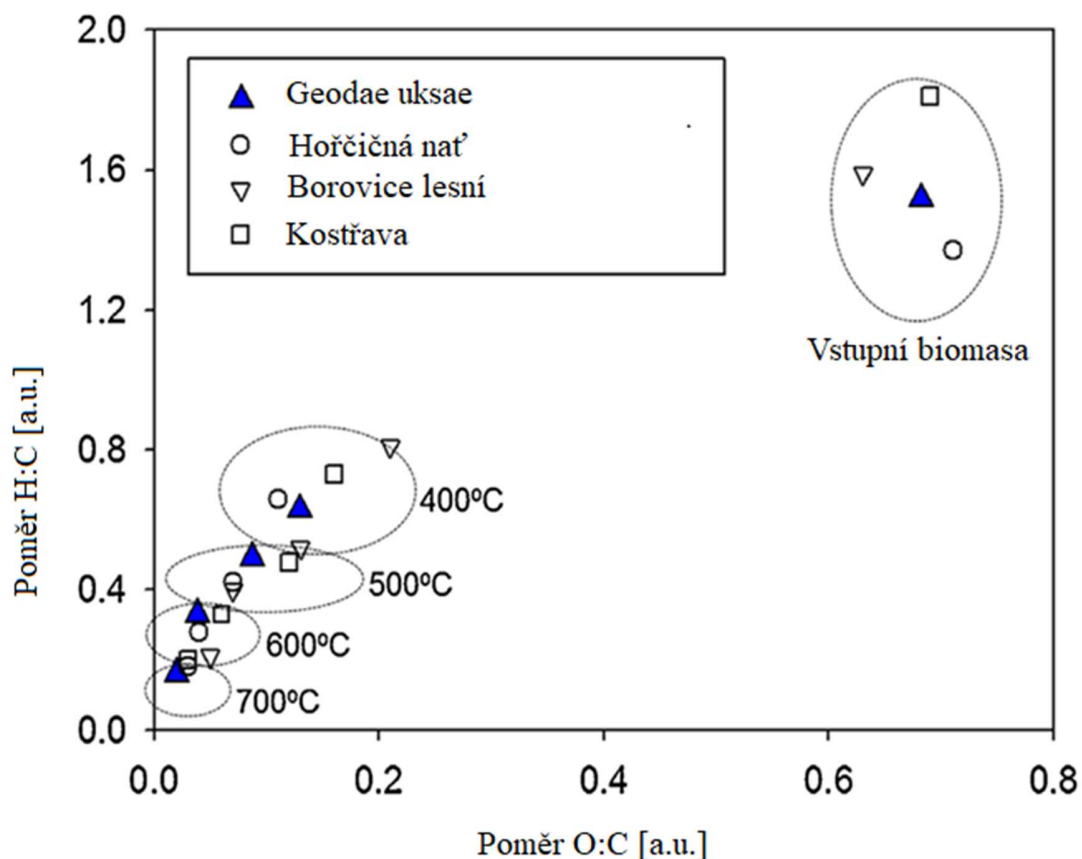 2.0
Geodae uksae
Hořčičná nať
Borovice lesní
Kostřava
1.6
1.2
Vstupní biomasa
Poměr H:C [a.u.]
0.8
400ºC
500ºC
0.4
600ºC
700ºC
0.0
0.0 0.2 0.4 0.6 0.8
Poměr O:C [a.u.]